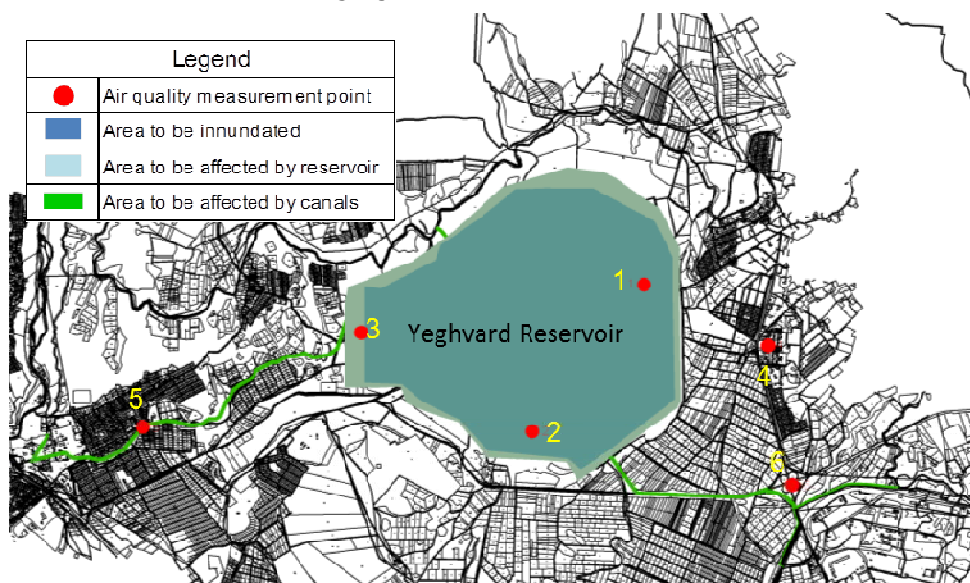 Legend
Air quality measurement point
Area to be innundated
Area to be affected by reservoir
Area to be affected by canals
1
3
Yeghvard Reservoir
4
5
2
6